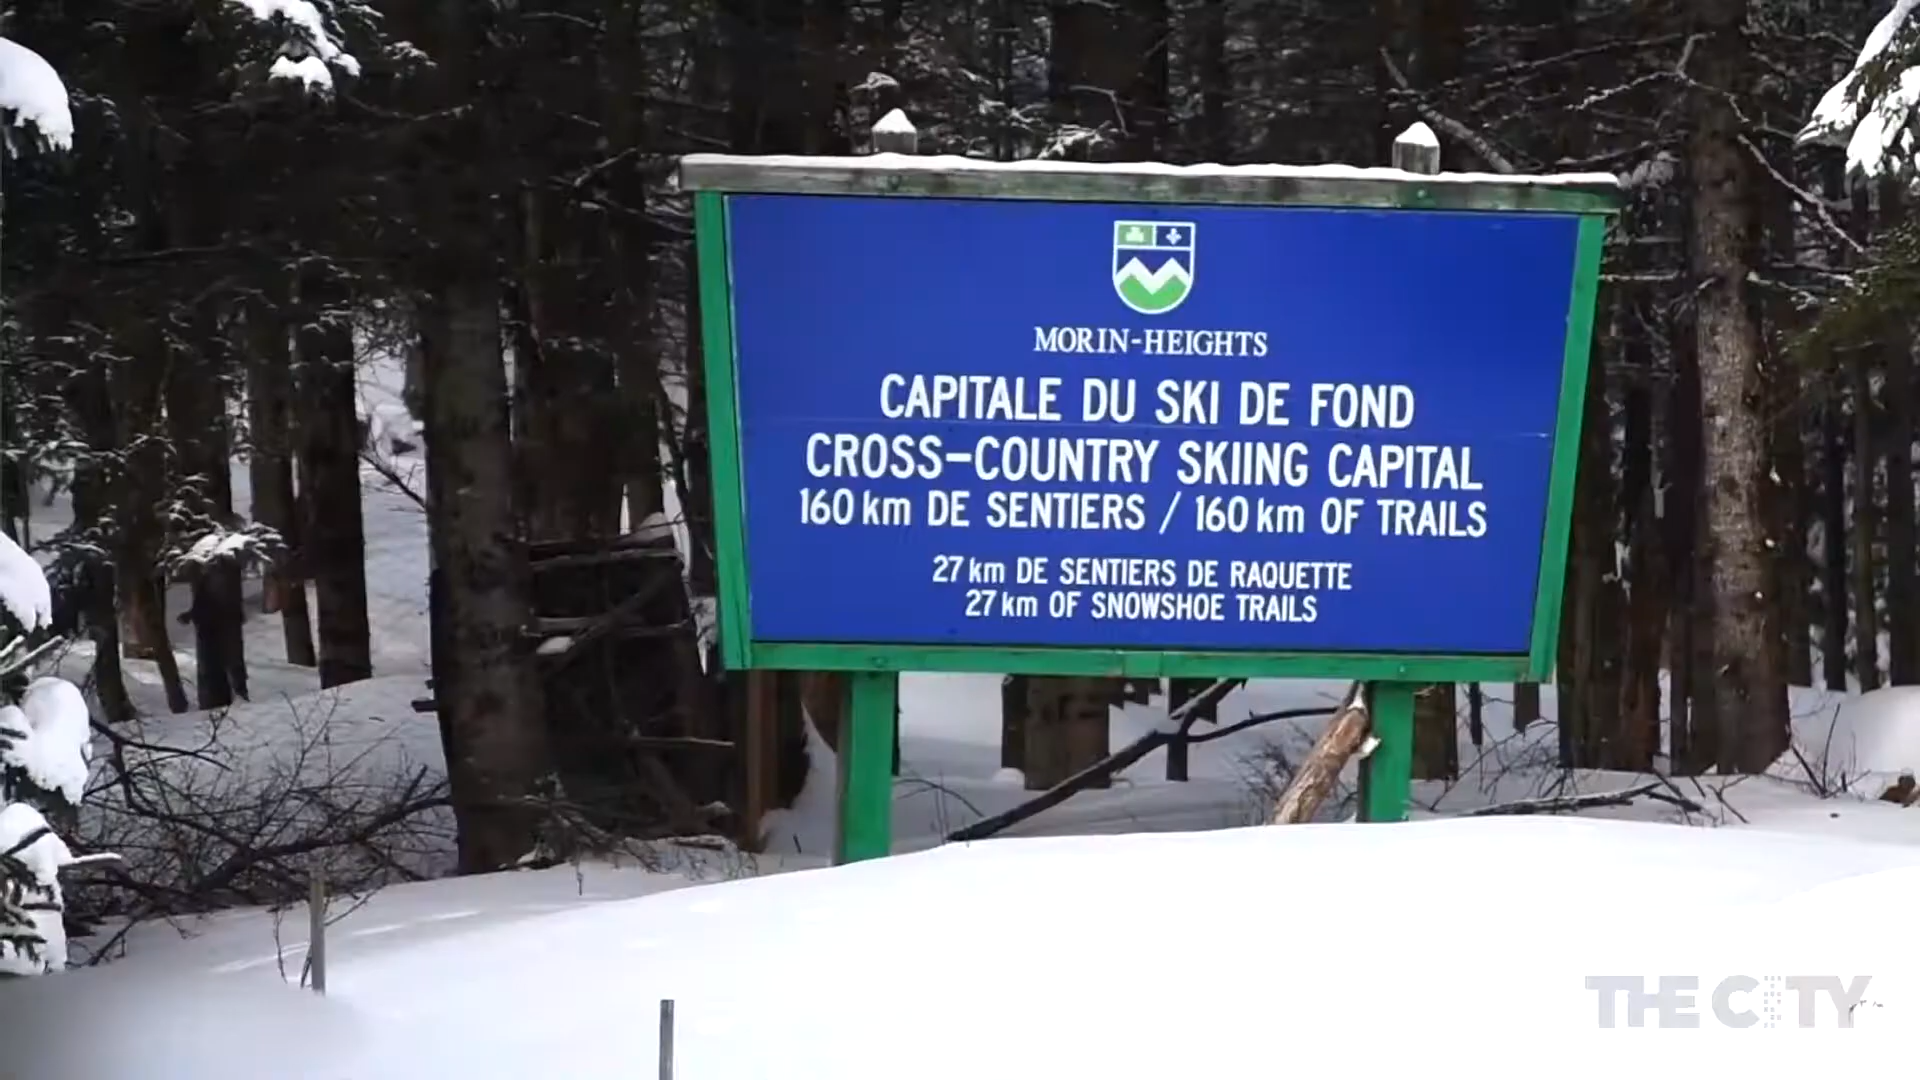 MORIN-HEIGHTS
CAPITALE DU SKI DE FOND
CROSS-COUNTRY SKIING CAPITAL
160 km DE SENTIERS / 160 km OF TRAILS
27 km DE SENTIERS DE RAQUETTE
27 km OF SNOWSHOE TRAILS
THE CITY